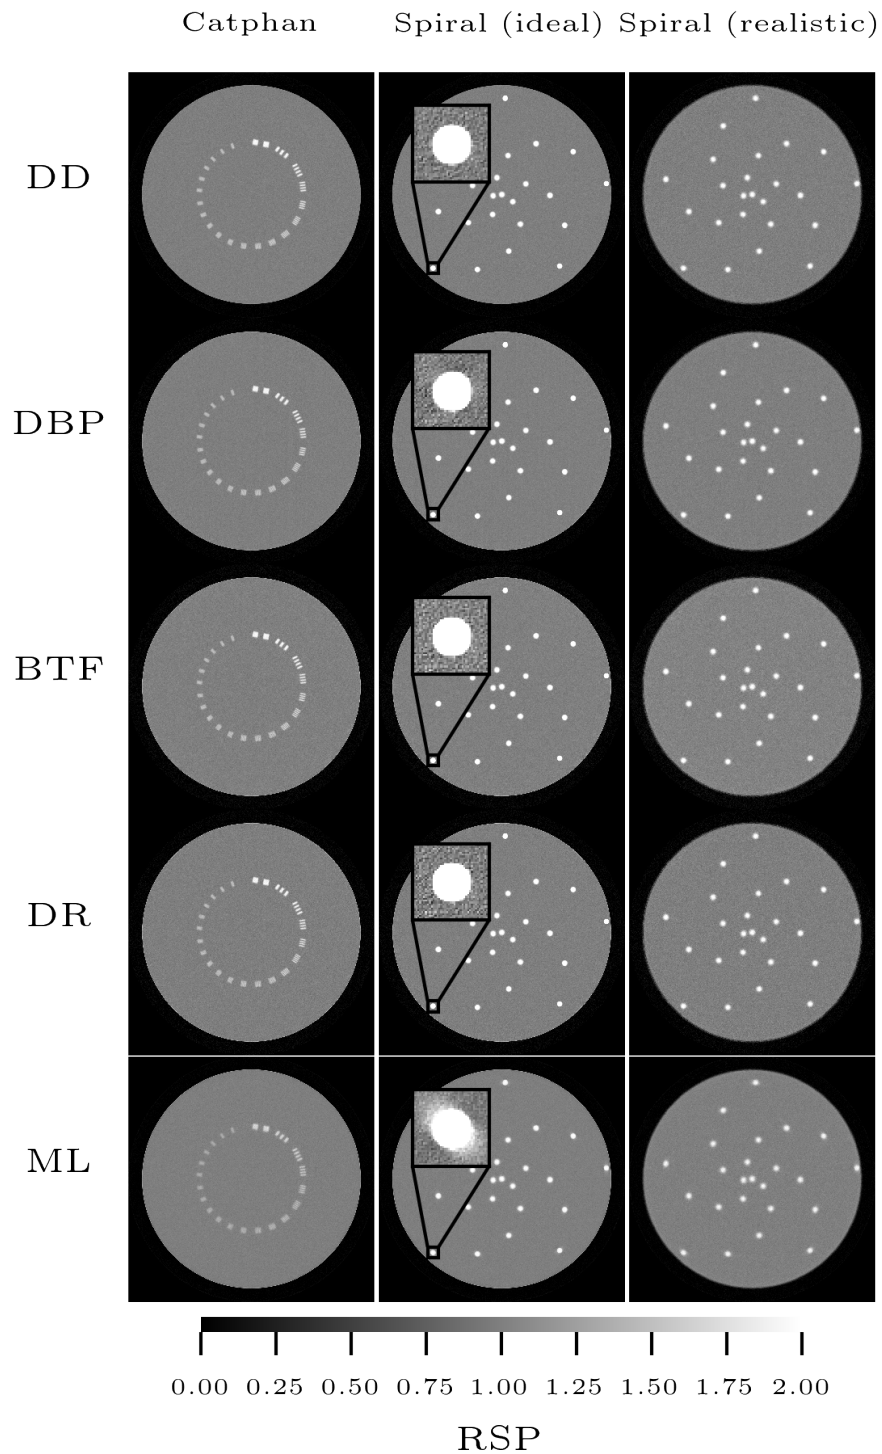 Catphan Spiral (ideal) Spiral (realistic)
DD
DBP
BTF
DR
ML
0.00 0.25 0.50 0.75 1.00 1.25 1.50 1.75 2.00
RSP